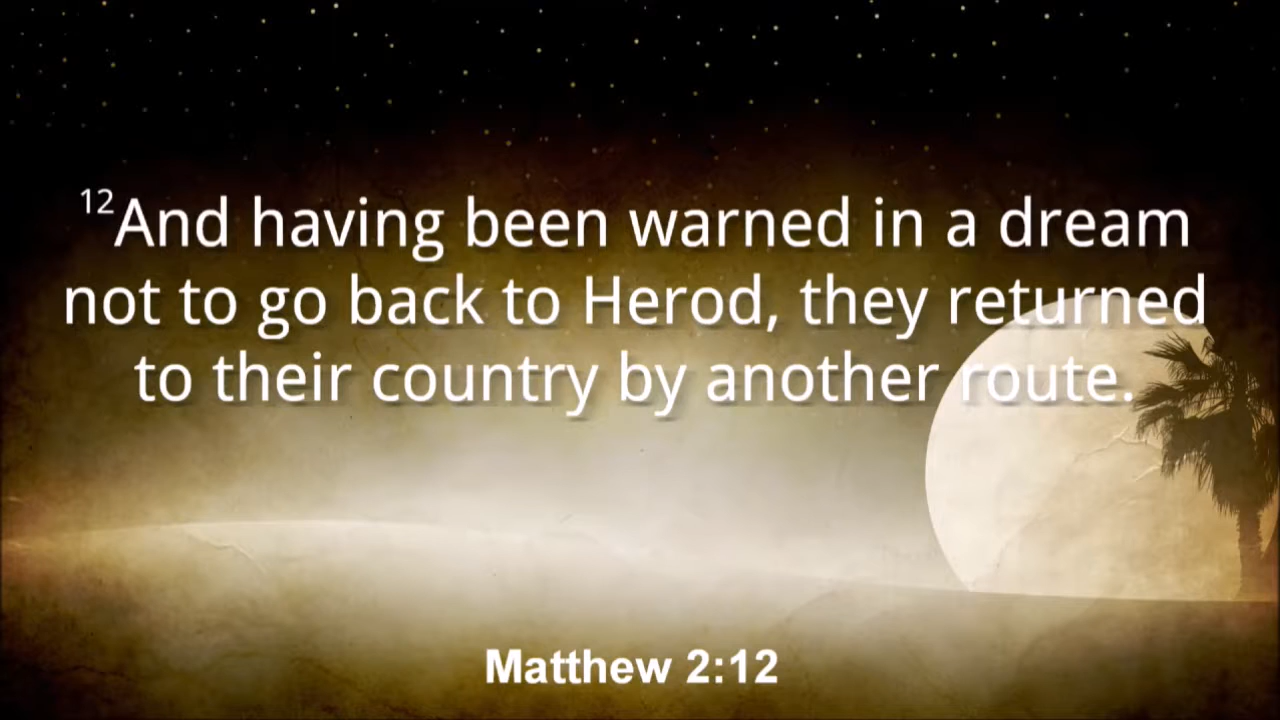 12And having been warned in a dream
not to go back to Herod, they returned
to their country by another route.
Matthew 2:12